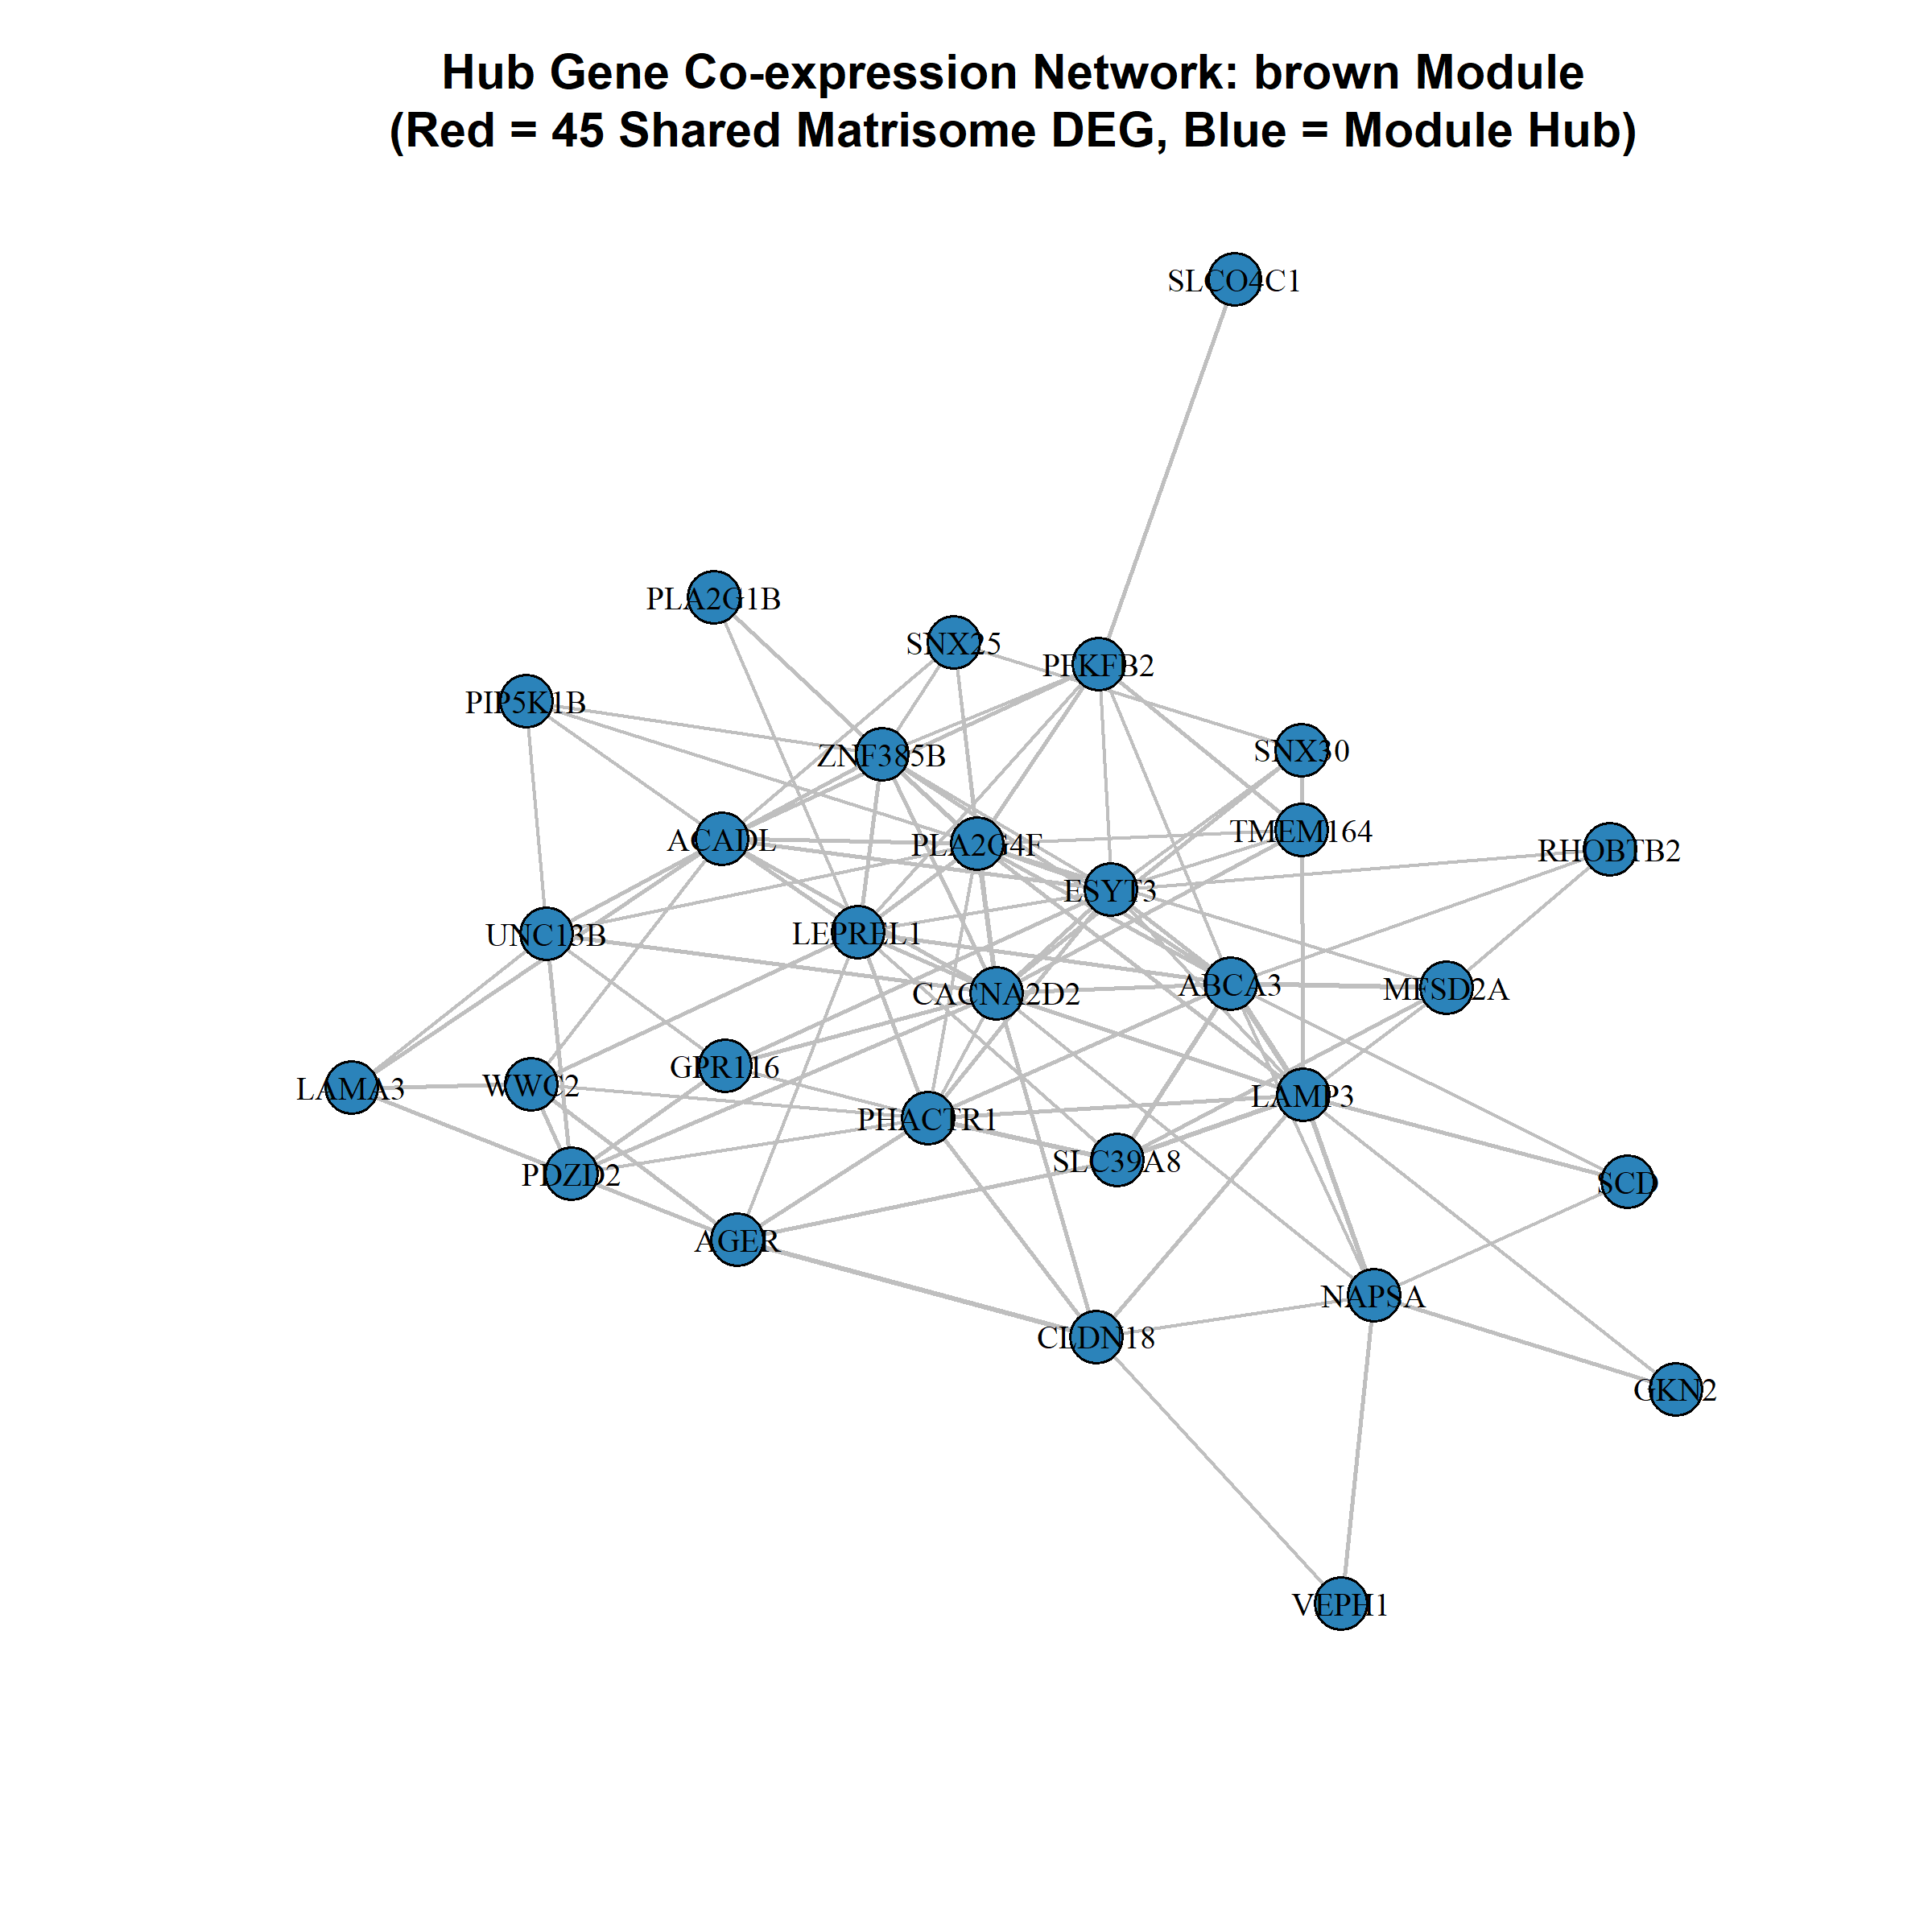 Hub Gene Co-expression Network: brown Module
(Red = 45 Shared Matrisome DEG, Blue = Module Hub)
SLCO4C1
PLA2G1B
SNX25
PFKFB2
PIP5K1B
ZNF385B
SNX30
ACADL
PLA2G4F
TMEM164
RHOBTB2
ESYT3
UNC13B
LEPREL1
CACNA2D2
ABCA3
MFSD2A
GPR116
LAMA3
WWC2
LAMP3
PHACTR1
PDZD2
SLC39A8
SCD
AGER
NAPSA
CLDN18
GKN2
VEPH1